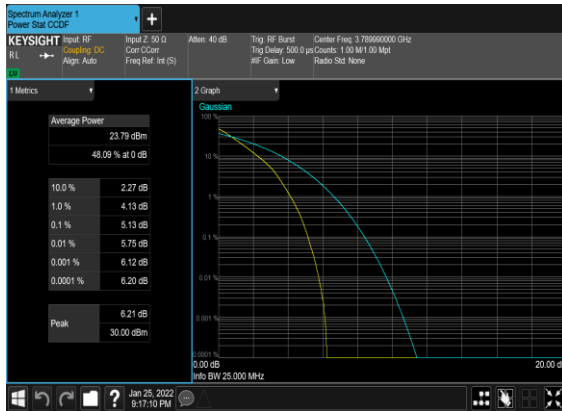 Spectrum Analyzer 1
Power Stat CCDF
KEYSIGHT
RL
Input: RF
Coupling: DC
Align: Auto
Input Z: 50 Ω
Corr CCorr
Freq Ref: Int (S)
Atten: 40 dB
Trig: RF Burst
Trig Delay: 500.0 µs
#IF Gain: Low
Center Freq: 3.789990000 GHz
Counts: 1.00 M/1.00 Mpt
Radio Std: None
1 Metrics
Average Power
23.79 dBm
48.09 % at 0 dB
10.0 % 2.27 dB
1.0 % 4.13 dB
0.1 % 5.13 dB
0.01 % 5.75 dB
0.001 % 6.12 dB
0.0001 % 6.20 dB
Peak
6.21 dB
30.00 dBm
2 Graph
Gaussian
100 %
10 %
1 %
0.1 %
0.01 %
0.001 %
0.0001 %
0.00 dB
20.00 d
Info BW 25.000 MHz
?
Jan 25, 2022
9:17:10 PM